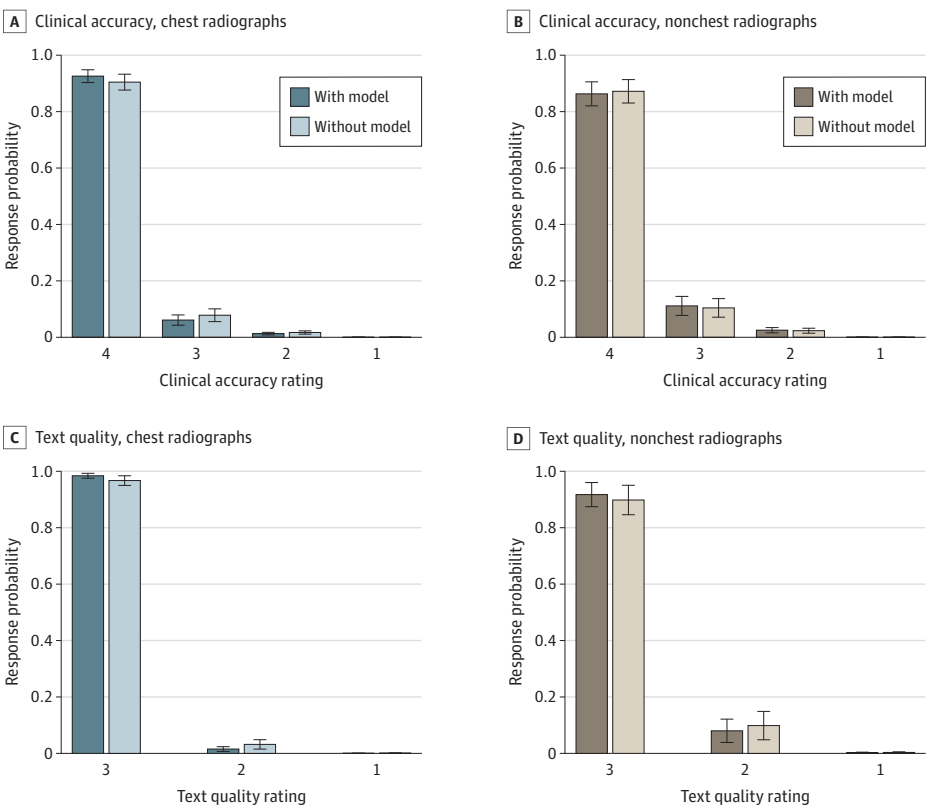 A Clinical accuracy, chest radiographs
1.0
0.8
0.6
0.4
0.2
0
Response probability
With model
Without model
4 3 2 1
Clinical accuracy rating
B Clinical accuracy, nonchest radiographs
1.0
0.8
0.6
0.4
0.2
0
Response probability
With model
Without model
4 3 2 1
Clinical accuracy rating
C Text quality, chest radiographs
1.0
0.8
0.6
0.4
0.2
0
Response probability
3 2 1
Text quality rating
D Text quality, nonchest radiographs
1.0
0.8
0.6
0.4
0.2
0
Response probability
3 2 1
Text quality rating